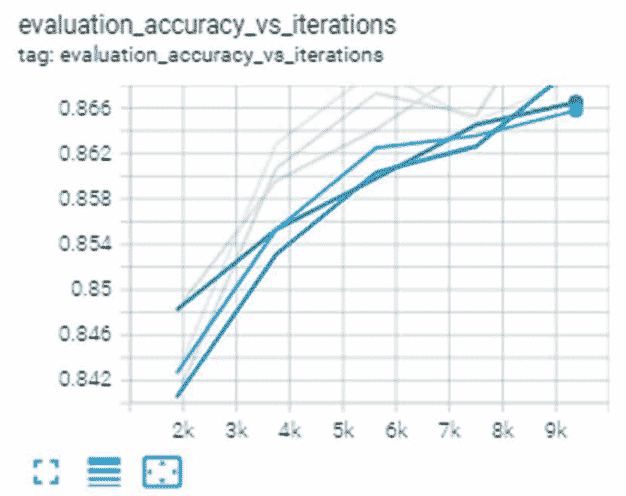 evaluation_accuracy_vs_iterations
tag: evaluation_accuracy_vs_iterations
0.866
0.862
0.858
0.854
0.85
0.846
0.842
2k 3k 4k 5k 6k 7k 8k 9k